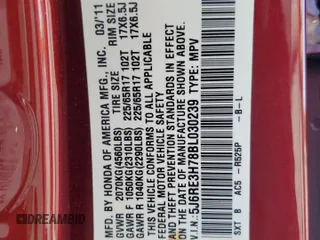 MFD. BY HONDA OF AMERICA MFG., INC. 03/'11
TIRE SIZE RIM SIZE
GVWR 2070KG(4560LBS)
GAWR F 1050KG(2310LBS) 225/65R17 102T 17X6.5J
GAWR R 1040KG(2290LBS) 225/65R17 102T 17X6.5J
THIS VEHICLE CONFORMS TO ALL APPLICABLE
FEDERAL MOTOR VEHICLE SAFETY
AND THEFT PREVENTION STANDARDS IN EFFECT
ON THE DATE OF MANUFACTURE SHOWN ABOVE.
V.I.N: 5J6RE3H78BL030239 TYPE: MPV
SXT 8 AC5 - R525P -B-L
DREAMBID